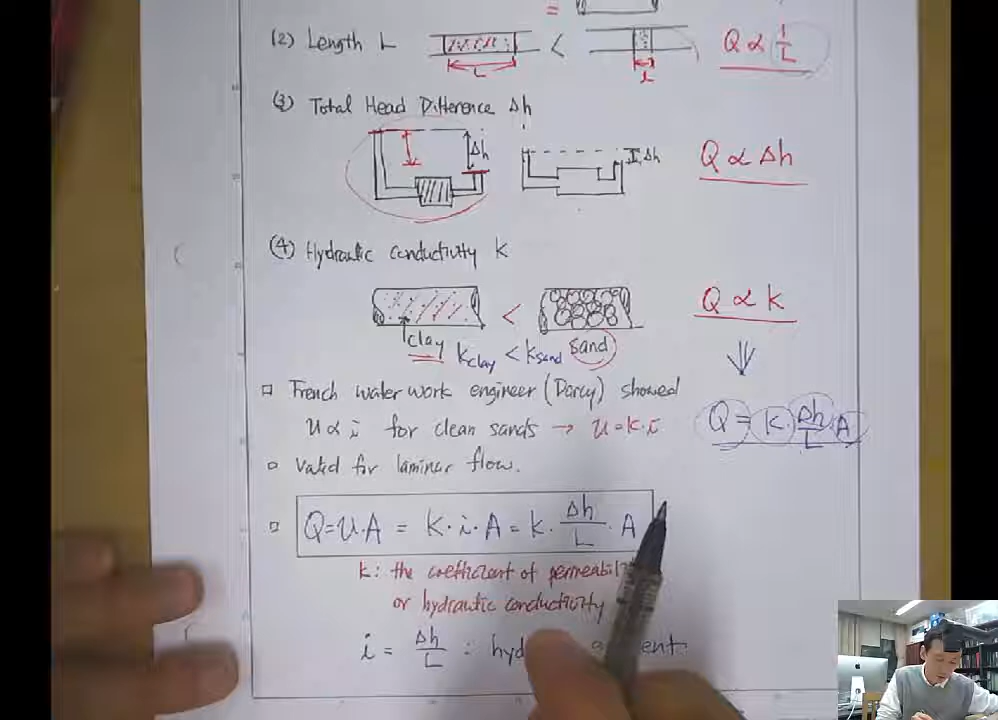 =
(2) Length L
L
<
l
Q ∝ 1/L
(3) Total Head Difference Δh
Δh
Δh
Q ∝ Δh
(4) Hydraulic conductivity K
<
Q ∝ k
clay
Kclay < Ksand
sand
French water work engineer (Darcy) showed
u ∝ i for clean sands → u = k·i
Q = k·Δh/L·A
Valid for laminar flow.
Q = u·A = K·i·A = k·Δh/L·A
k: the coefficient of
or hydraulic conductivity
i = Δh/L :